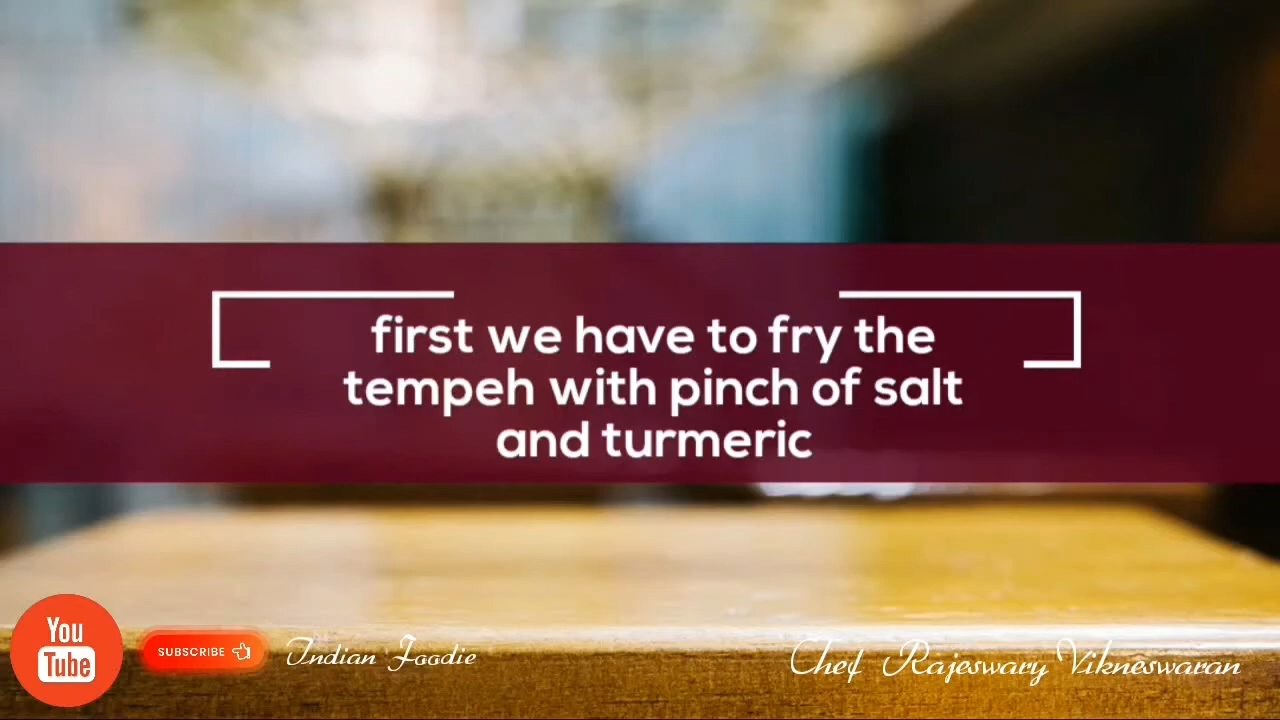 first we have to fry the
tempeh with pinch of salt
and turmeric
You
Tube
SUBSCRIBE
Indian Foodie
Chef Rajeswary Vikneswaran